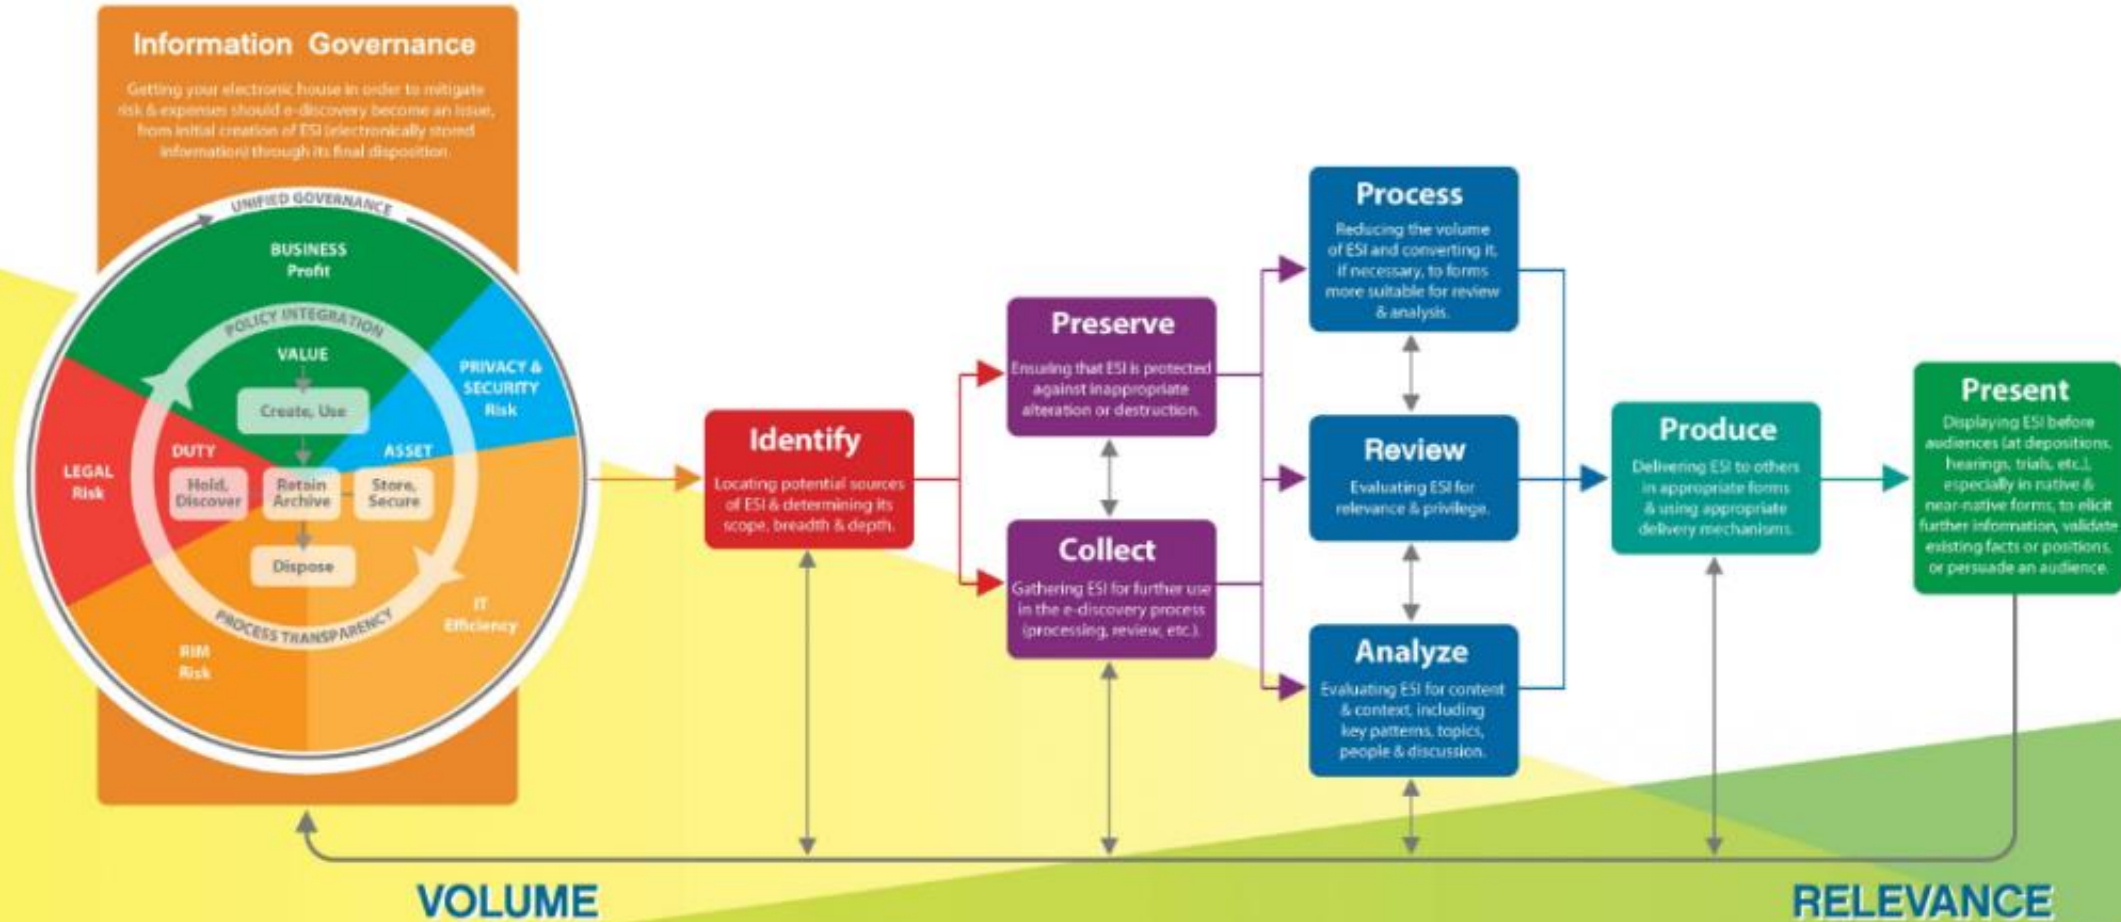 Information Governance
Getting your electronic house in order to mitigate
risk & expenses should e-discovery become an issue,
from initial creation of ESI (electronically stored
information) through its final disposition.
UNIFIED GOVERNANCE
BUSINESS
Profit
POLICY INTEGRATION
VALUE
Create, Use
PRIVACY &
SECURITY
Risk
DUTY
ASSET
LEGAL
Risk
Hold,
Discover
Retain
Archive
Store,
Secure
Dispose
PROCESS TRANSPARENCY
IT
Efficiency
RIM
Risk
Identify
Locating potential sources
of ESI & determining its
scope, breadth & depth.
Preserve
Ensuring that ESI is protected
against inappropriate
alteration or destruction.
Collect
Gathering ESI for further use
in the e-discovery process
(processing, review, etc.).
Process
Reducing the volume
of ESI and converting it,
if necessary, to forms
more suitable for review
& analysis.
Review
Evaluating ESI for
relevance & privilege.
Analyze
Evaluating ESI for content
& context, including
key patterns, topics,
people & discussion.
Produce
Delivering ESI to others
in appropriate forms
& using appropriate
delivery mechanisms.
Present
Displaying ESI before
audiences (at depositions,
hearings, trials, etc.),
especially in native &
near-native forms, to elicit
further information, validate
existing facts or positions,
or persuade an audience.
VOLUME
RELEVANCE